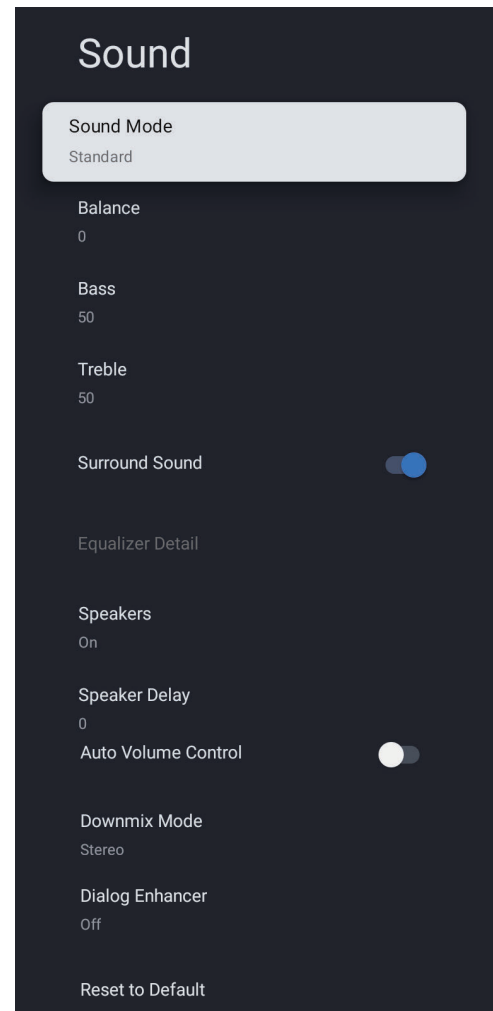 Sound
Sound Mode
Standard
Balance
0
Bass
50
Treble
50
Surround Sound
Equalizer Detail
Speakers
On
Speaker Delay
0
Auto Volume Control
Downmix Mode
Stereo
Dialog Enhancer
Off
Reset to Default